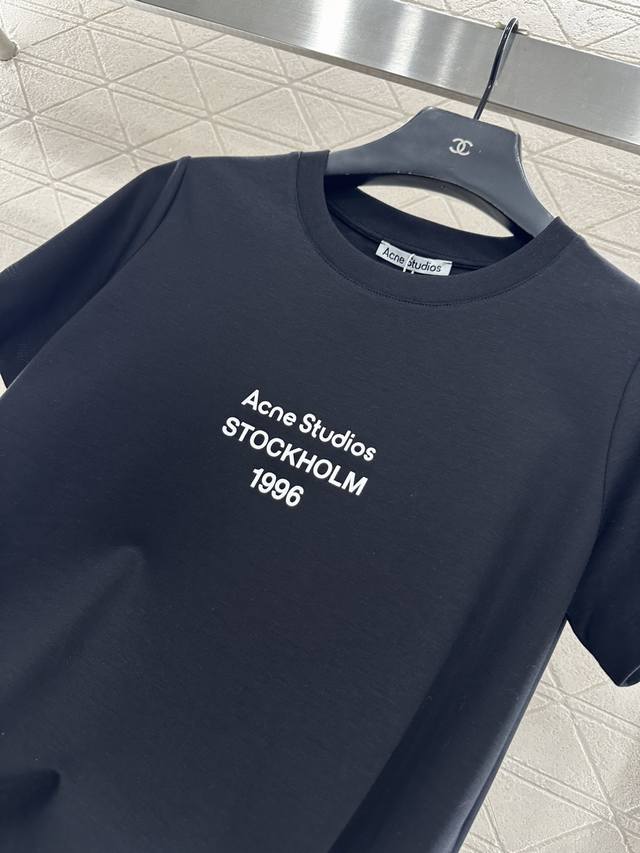 Acne Studios
Acne Studios
STOCKHOLM
1996